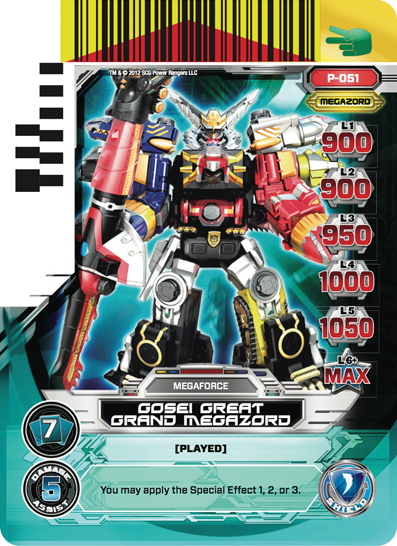 TM & © 2012 SCG Power Rangers LLC
P-051
MEGAZORD
L1
900
L2
900
L3
950
L4
1000
L5
1050
L6+
MAX
MEGAFORCE
GOSEI GREAT
GRAND MEGAZORD
7
[PLAYED]
DAMAGE
5
ASSIST
You may apply the Special Effect 1, 2, or 3.
SHIELD